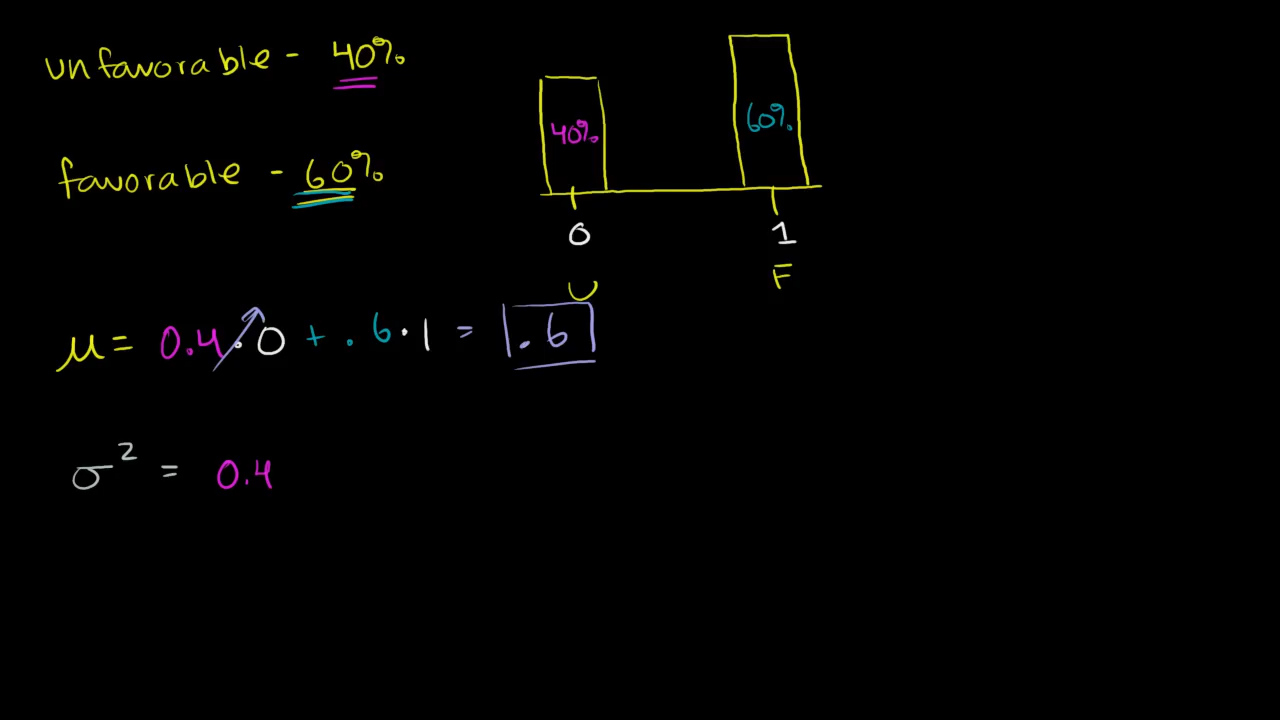 unfavorable - 40%
favorable - 60%
40%
60%
0
1
U
F
μ = 0.4 · 0 + .6 · 1 = .6
σ² = 0.4